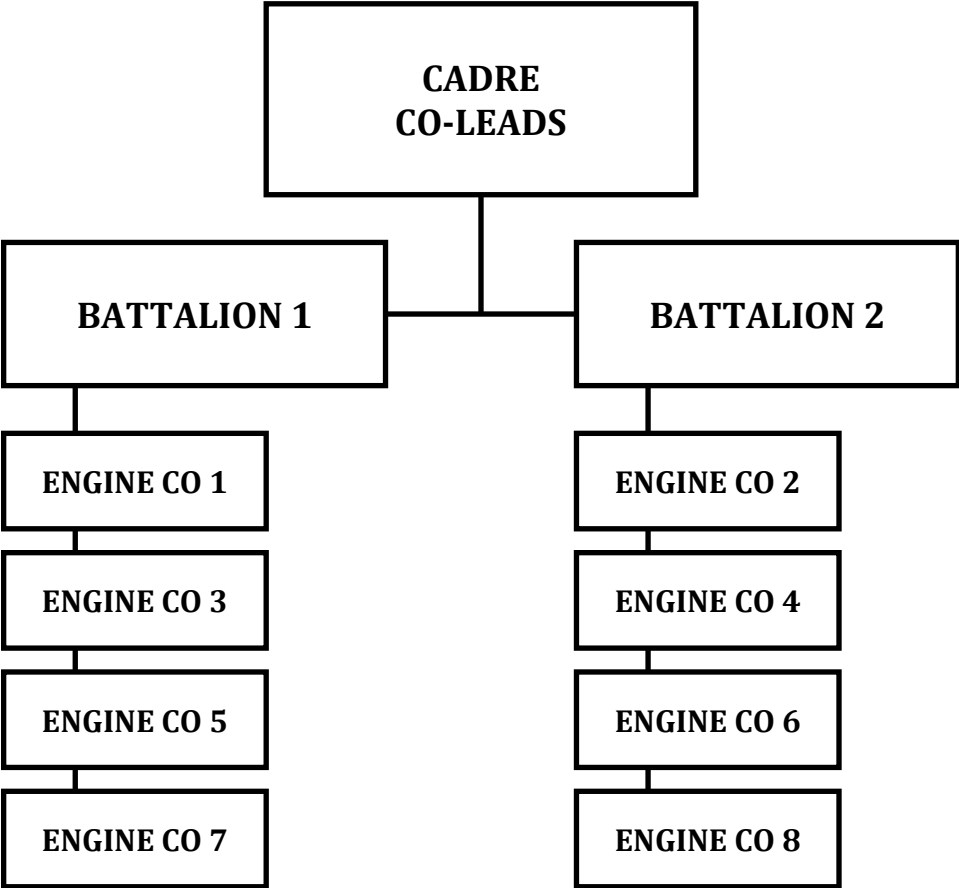 CADRE
CO-LEADS
BATTALION 1
BATTALION 2
ENGINE CO 1
ENGINE CO 2
ENGINE CO 3
ENGINE CO 4
ENGINE CO 5
ENGINE CO 6
ENGINE CO 7
ENGINE CO 8